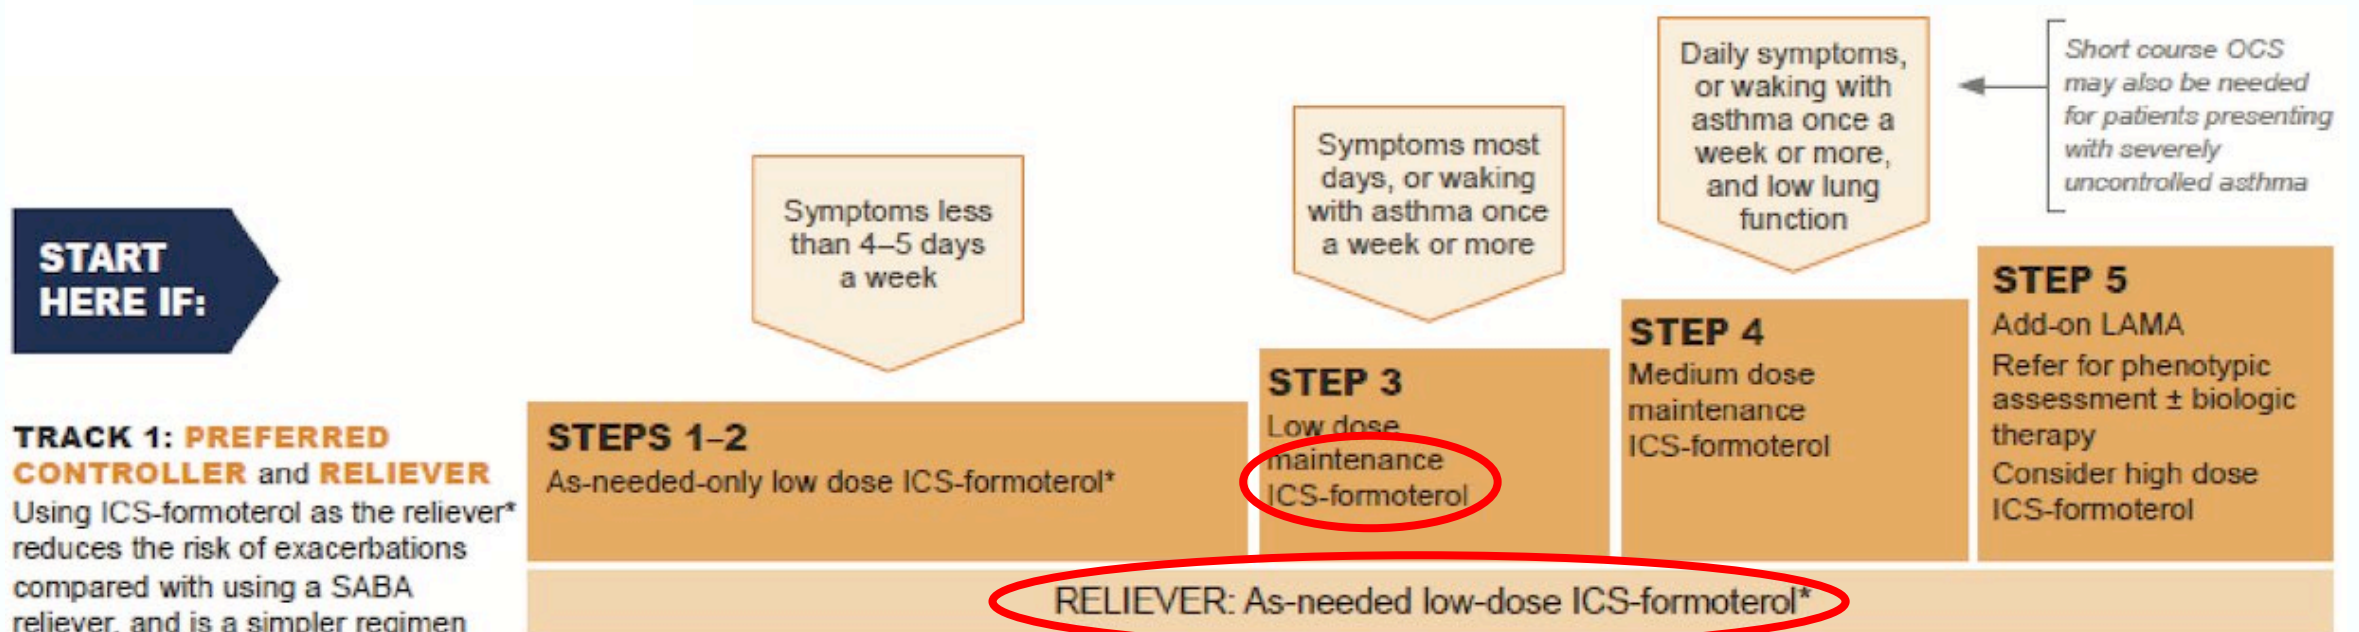 START
HERE IF:
Symptoms less
than 4–5 days
a week
Symptoms most
days, or waking
with asthma once
a week or more
Daily symptoms,
or waking with
asthma once a
week or more,
and low lung
function
Short course OCS
may also be needed
for patients presenting
with severely
uncontrolled asthma
TRACK 1: PREFERRED
CONTROLLER and RELIEVER
Using ICS-formoterol as the reliever*
reduces the risk of exacerbations
compared with using a SABA
reliever, and is a simpler regimen
STEPS 1–2
As-needed-only low dose ICS-formoterol*
STEP 3
Low dose
maintenance
ICS-formoterol
STEP 4
Medium dose
maintenance
ICS-formoterol
STEP 5
Add-on LAMA
Refer for phenotypic
assessment ± biologic
therapy
Consider high dose
ICS-formoterol
RELIEVER: As-needed low-dose ICS-formoterol*